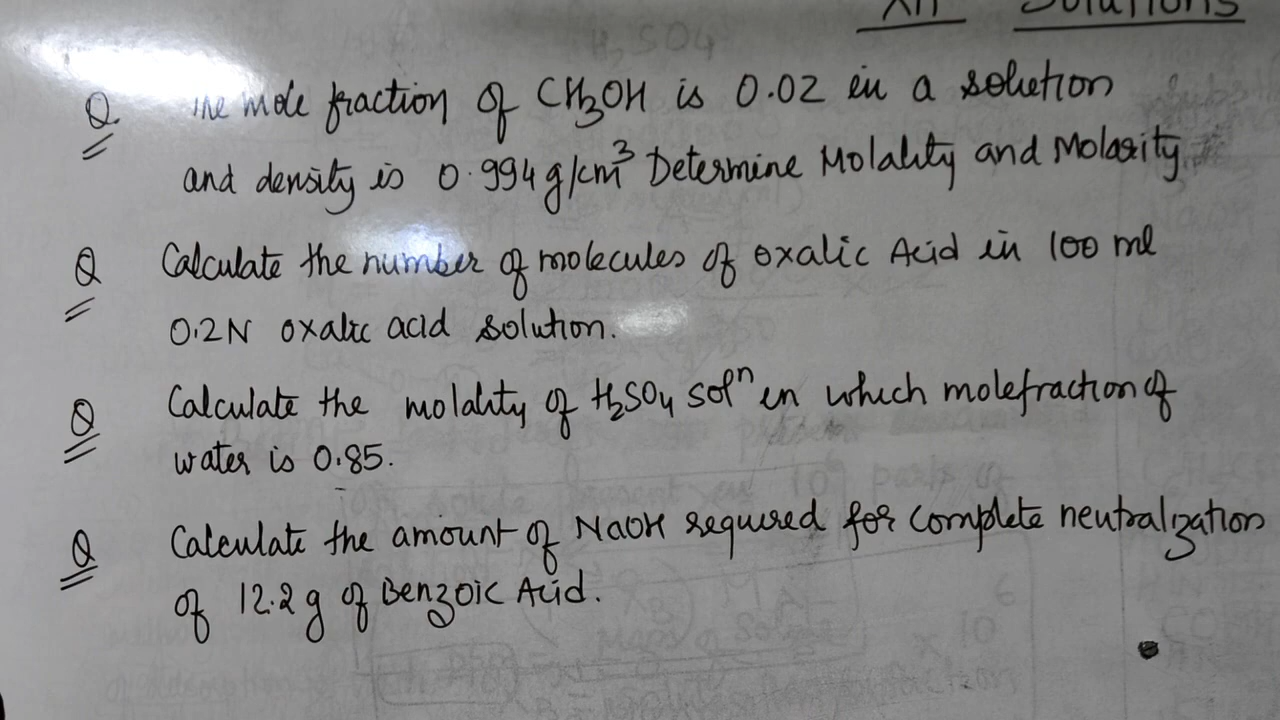 XII Solutions
Q. The mole fraction of CH3OH is 0.02 in a solution
and density is 0.994 g/cm³ Determine Molality and Molarity
Q Calculate the number of molecules of oxalic Acid in 100 ml
0.2N oxalic acid solution.
Q Calculate the molality of H2SO4 solⁿ in which molefraction of
water is 0.85.
Q Calculate the amount of NaOH required for complete neutralization
of 12.2 g of Benzoic Acid.